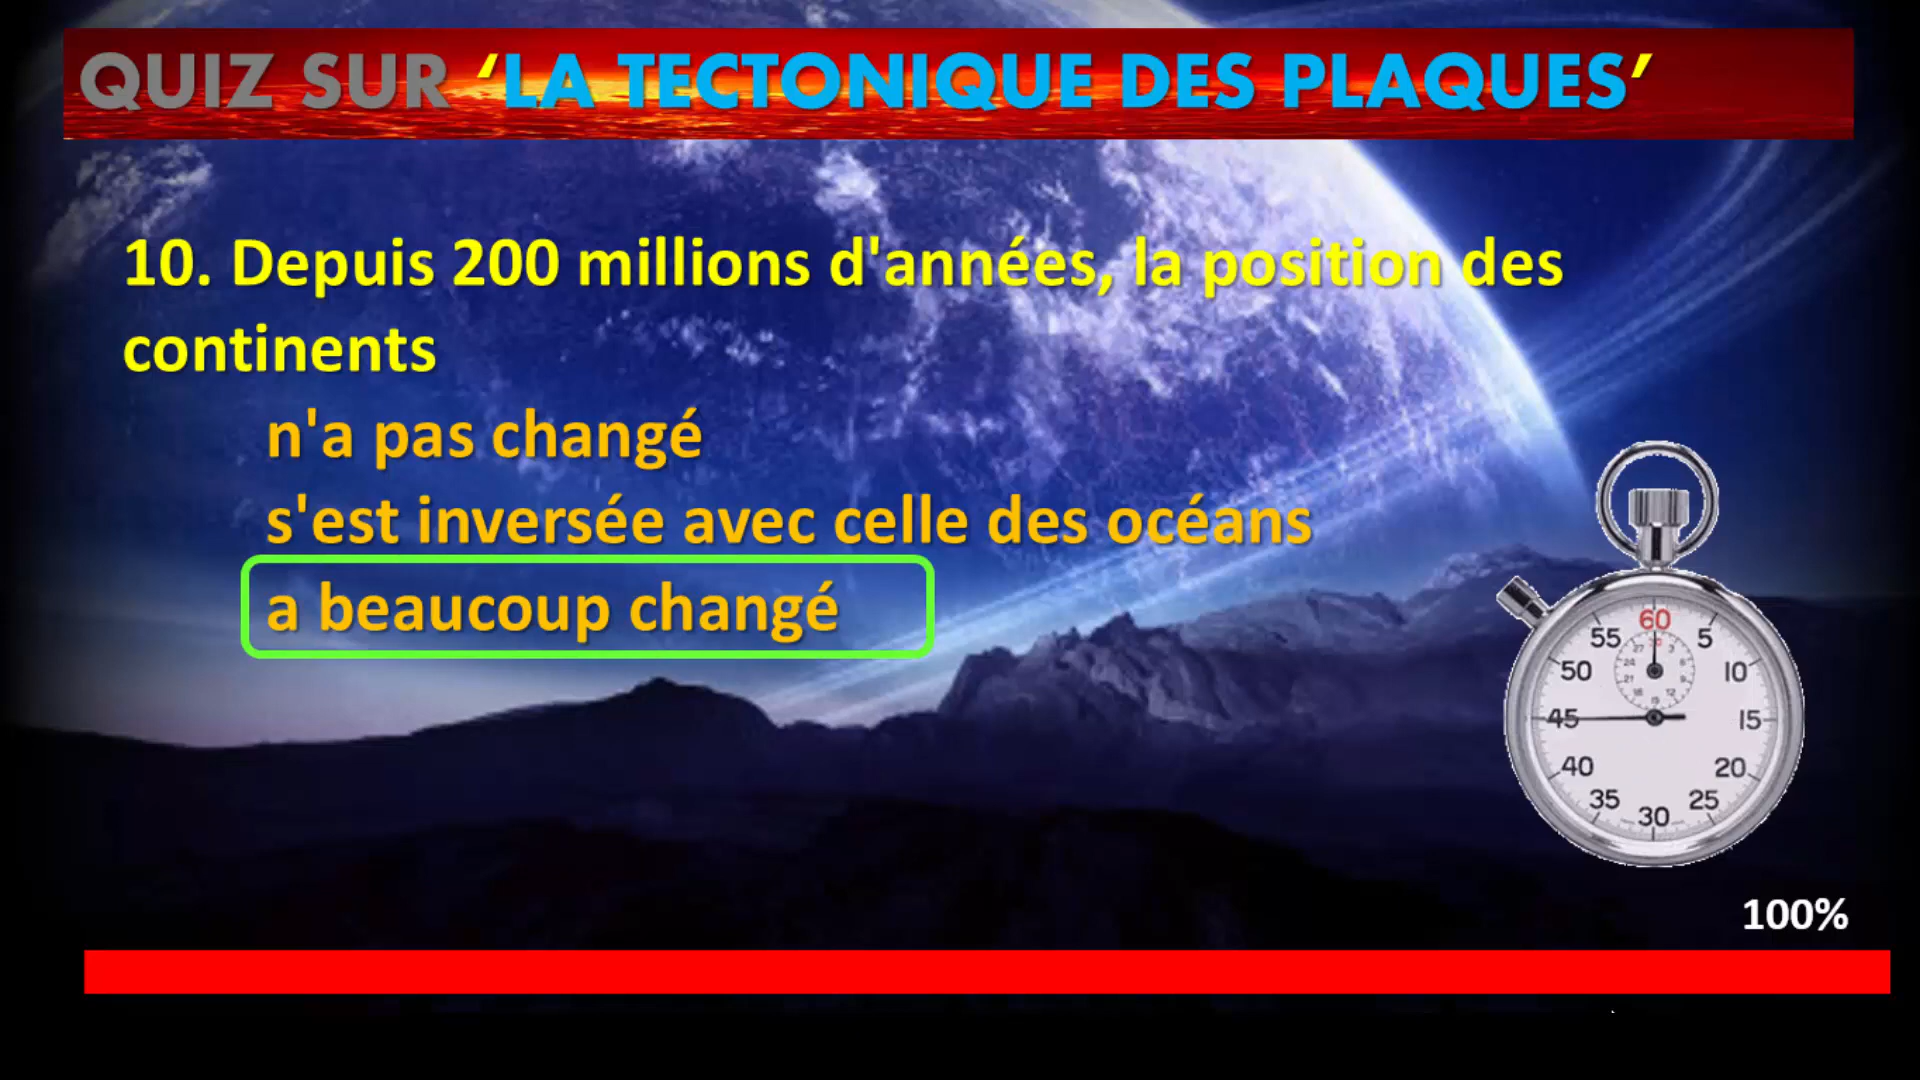 QUIZ SUR ‘LA TECTONIQUE DES PLAQUES’
10. Depuis 200 millions d'années, la position des
continents
n'a pas changé
s'est inversée avec celle des océans
a beaucoup changé
60
55
5
50
10
45
15
40
20
35
25
30
100%